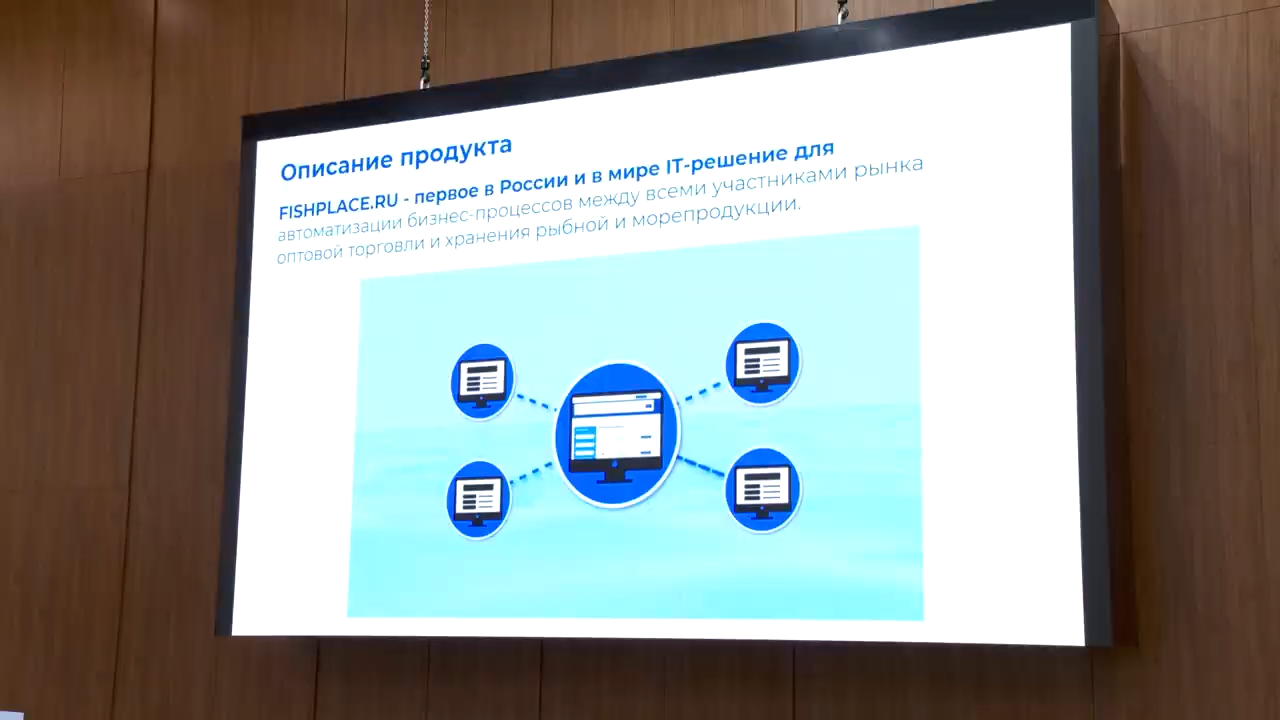 Описание продукта
FISHPLACE.RU - первое в России и в мире IT-решение для
автоматизации бизнес-процессов между всеми участниками рынка
оптовой торговли и хранения рыбной и морепродукции.